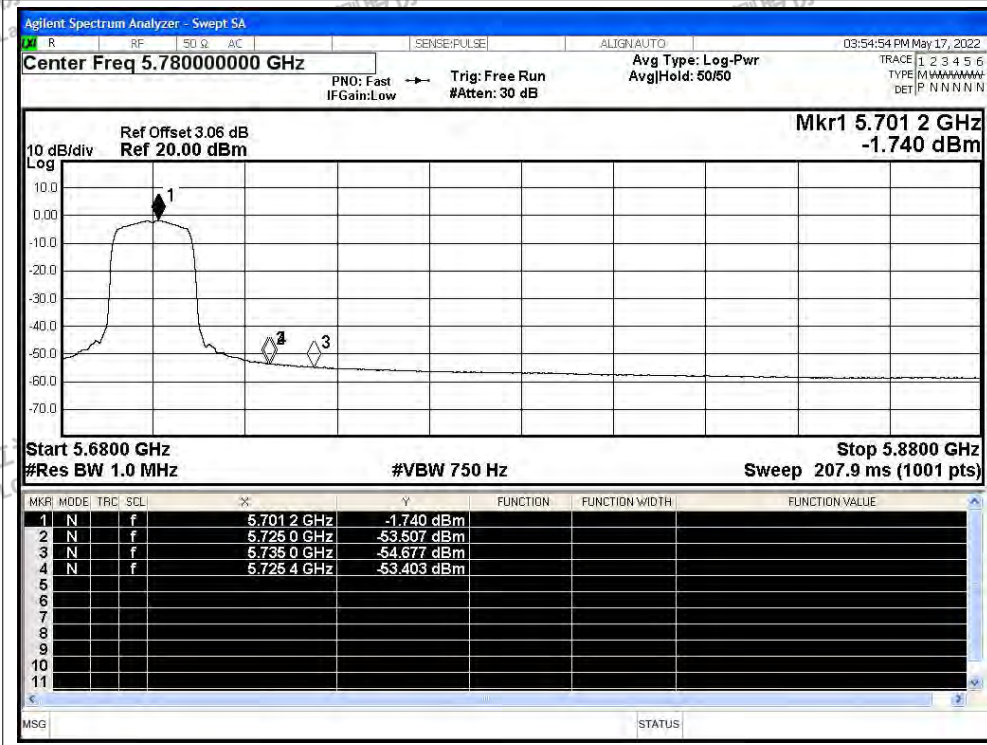 Agilent Spectrum Analyzer - Swept SA
LXI R RF 50 Ω AC SENSE:PULSE ALIGN AUTO 03:54:54 PM May 17, 2022
Center Freq 5.780000000 GHz
PNO: Fast
IFGain:Low
Trig: Free Run
#Atten: 30 dB
Avg Type: Log-Pwr
Avg|Hold: 50/50
TRACE 1 2 3 4 5 6
TYPE M
DET P N N N N N
Mkr1 5.701 2 GHz
-1.740 dBm
Ref Offset 3.06 dB
10 dB/div Ref 20.00 dBm
Log
10.0
0.00
-10.0
-20.0
-30.0
-40.0
-50.0
-60.0
-70.0
1
3
Start 5.6800 GHz Stop 5.8800 GHz
#Res BW 1.0 MHz #VBW 750 Hz Sweep 207.9 ms (1001 pts)
MKR MODE TRC SCL X Y FUNCTION FUNCTION WIDTH FUNCTION VALUE
1 N f 5.701 2 GHz -1.740 dBm
2 N f 5.725 0 GHz -53.507 dBm
3 N f 5.735 0 GHz -54.677 dBm
4 N f 5.725 4 GHz -53.403 dBm
5
6
7
8
9
10
11
MSG STATUS